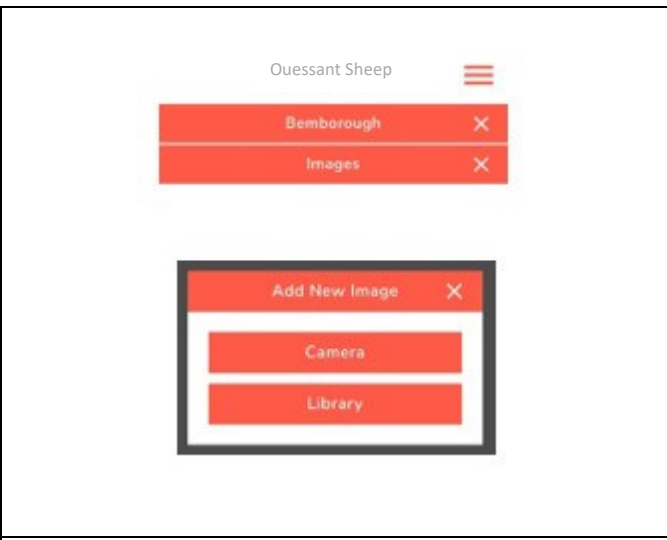 Ouessant Sheep
Bemborough
Images
Add New Image
Camera
Library